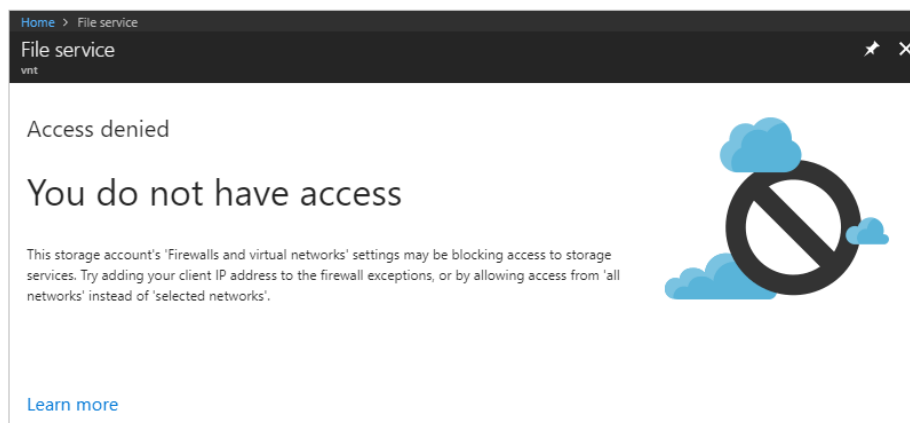 Home > File service
File service
vnt
Access denied
You do not have access
This storage account's 'Firewalls and virtual networks' settings may be blocking access to storage
services. Try adding your client IP address to the firewall exceptions, or by allowing access from 'all
networks' instead of 'selected networks'.
Learn more